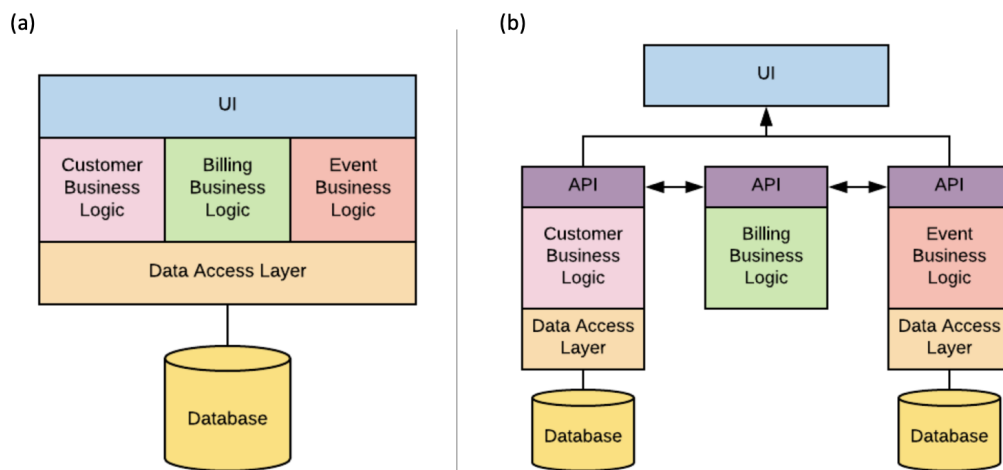 (a)
UI
Customer
Business
Logic
Billing
Business
Logic
Event
Business
Logic
Data Access Layer
Database
(b)
UI
API
API
API
Customer
Business
Logic
Billing
Business
Logic
Event
Business
Logic
Data Access
Layer
Data Access
Layer
Database
Database